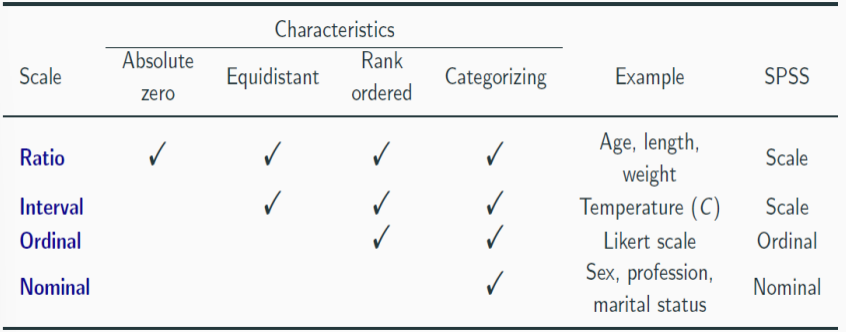 Characteristics
Scale Absolute zero Equidistant Rank ordered Categorizing Example SPSS
Ratio ✓ ✓ ✓ ✓ Age, length, weight Scale
Interval ✓ ✓ ✓ Temperature (C) Scale
Ordinal ✓ ✓ Likert scale Ordinal
Nominal ✓ Sex, profession, marital status Nominal